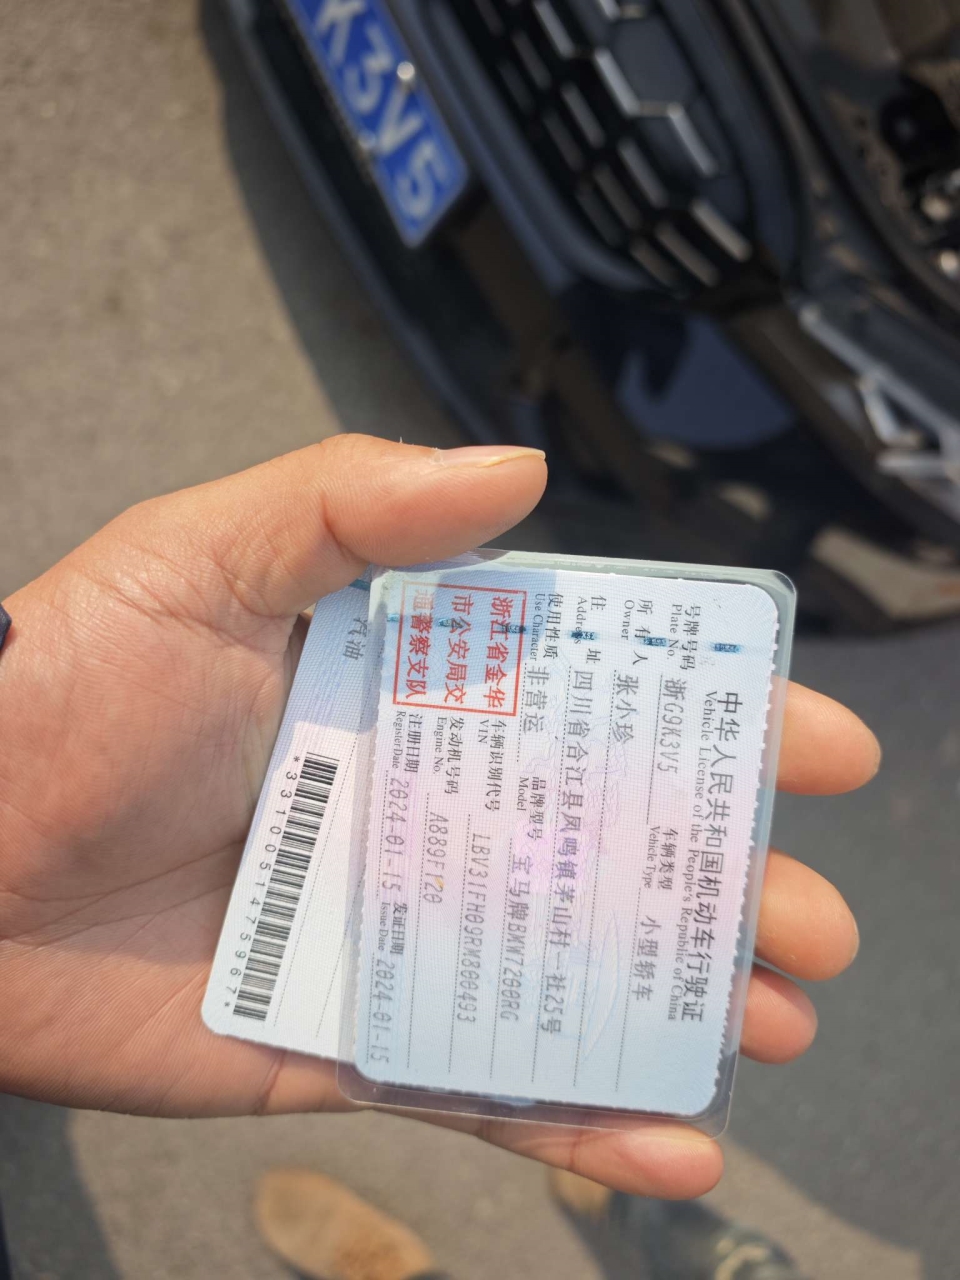 K3V5
中华人民共和国机动车行驶证
Vehicle License of the People's Republic of China
号牌号码 浙G9K3V5 车辆类型 小型轿车
Plate No. Vehicle Type
所有人 张小珍
Owner
住址 四川省合江县凤鸣镇茅山村一社25号
Address
使用性质 非营运 品牌型号 宝马牌BMW7200RG
Use Character Model
浙江省金华
市公安局交
通警察支队
车辆识别代号 LBV31FH09RM800493
VIN
发动机号码 A889F120
Engine No.
注册日期 2024-01-15 发证日期 2024-01-15
Register Date Issue Date
汽油
*3310051475967*